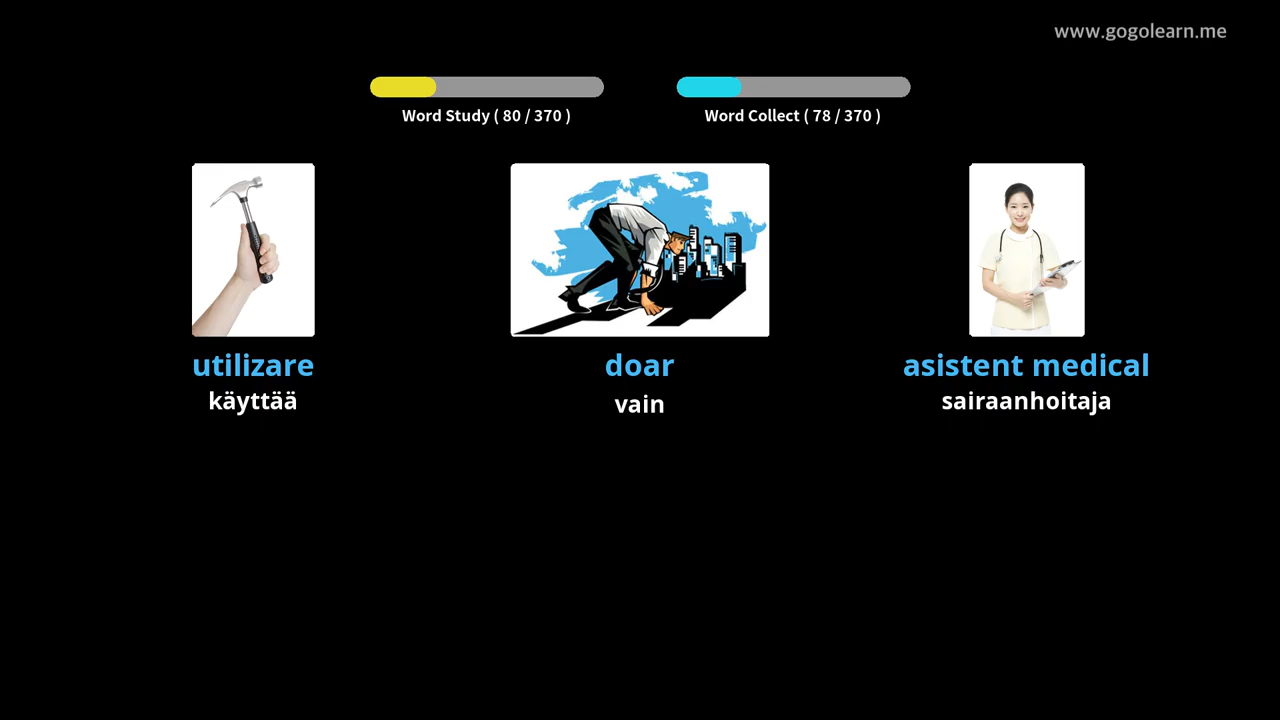 www.gogolearn.me
Word Study ( 80 / 370 )
Word Collect ( 78 / 370 )
utilizare
käyttää
doar
vain
asistent medical
sairaanhoitaja